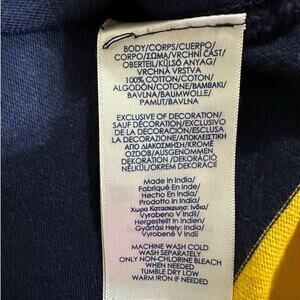 BODY/CORPS/CUERPO/
CORPO/ΣΩΜΑ/VRCHNÍ ČÁST/
OBERTEIL/KÜLSŐ ANYAG/
VRCHNÁ VRSTVA
100% COTTON/COTON/
ALGODÓN/COTONE/ΒΑΜΒΑΚΙ/
BAVLNA/BAUMWOLLE/
PAMUT/BAVLNA
EXCLUSIVE OF DECORATION/
SAUF DÉCORATION/EXCLUSIVO
DE LA DECORACIÓN/ESCLUSA
LA DECORAZIONE/ΑΠΟΚΛΕΙΣΤΙΚΗ
ΑΠΟ ΔΙΑΚΟΣΜΗΣΗ/KROMĚ
OZDOB/AUSGENOMMEN
DEKORATION/DEKORÁCIÓ
NÉLKÜL/OKREM DEKORÁCIÍ
Made In India/
Fabriqué En Inde/
Hecho En Inde/
Prodotto In India/
Χώρα Κατασκευης: Ινδία/
Vyrobeno V Indii/
Hergestellt In Indien/
Gyártási Hely: India/
Vyrobené V Indii
MACHINE WASH COLD
WASH SEPARATELY
ONLY NON-CHLORINE BLEACH
WHEN NEEDED
TUMBLE DRY LOW
WARM IRON IF NEEDED